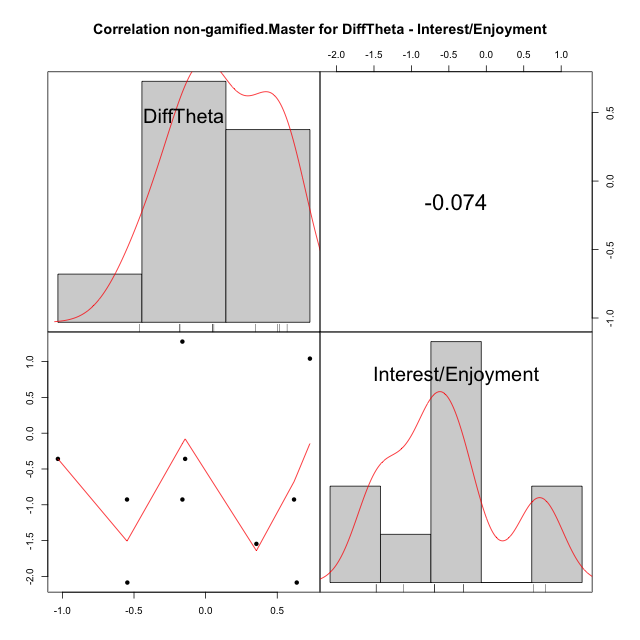 Correlation non-gamified.Master for DiffTheta - Interest/Enjoyment
-2.0 -1.5 -1.0 -0.5 0.0 0.5 1.0
DiffTheta
-0.074
0.5
0.0
-0.5
-1.0
1.0
0.5
0.0
-0.5
-1.0
-1.5
-2.0
Interest/Enjoyment
-1.0 -0.5 0.0 0.5